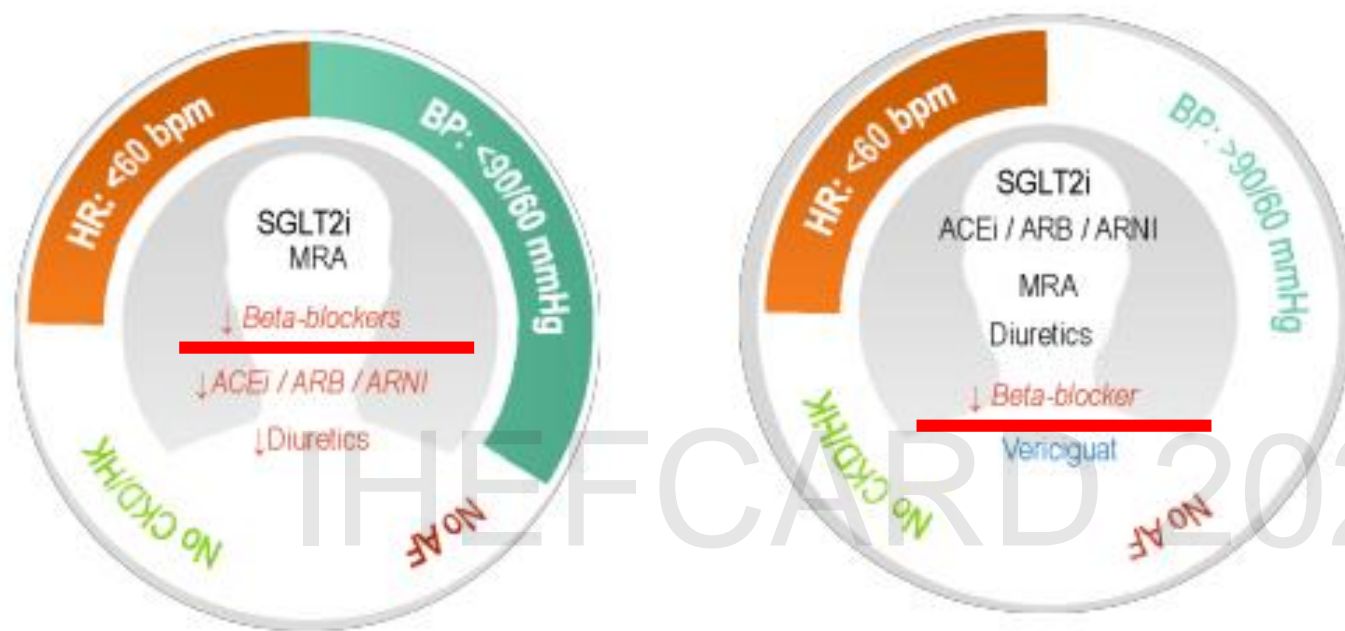 HR: <60 bpm
BP: <90/60 mmHg
SGLT2i
MRA
↓ Beta-blockers
↓ACEi / ARB / ARNI
↓Diuretics
No CKD/HK
No AF
HR: <60 bpm
BP: >90/60 mmHg
SGLT2i
ACEi / ARB / ARNI
MRA
Diuretics
↓ Beta-blocker
Vericiguat
No CKD/HK
No AF
IHEFCARD 202